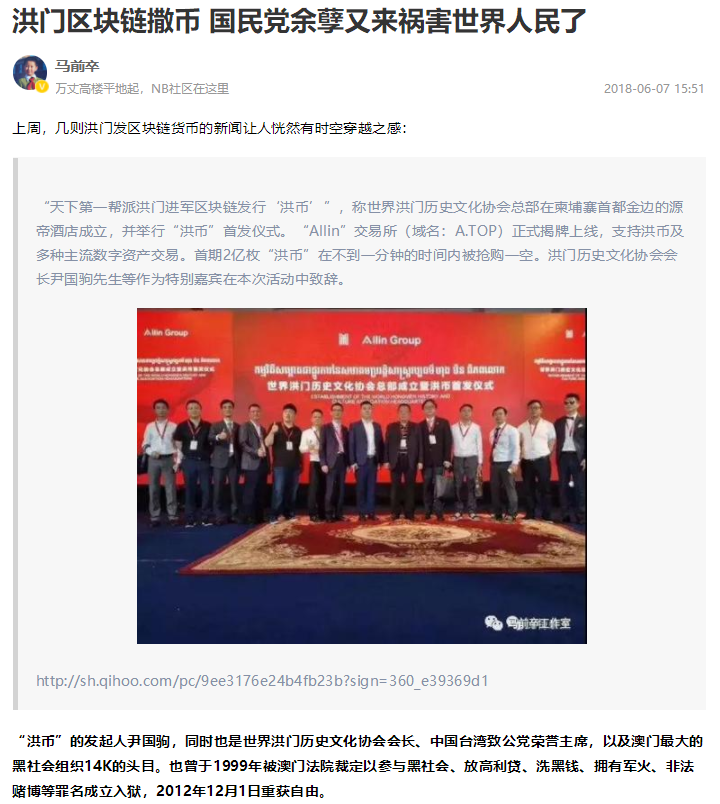 洪门区块链撒币 国民党余孽又来祸害世界人民了
马前卒
万丈高楼平地起，NB社区在这里
2018-06-07 15:51
上周，几则洪门发区块链货币的新闻让人恍然有时空穿越之感：
“天下第一帮派洪门进军区块链发行‘洪币’”，称世界洪门历史文化协会总部在柬埔寨首都金边的源
帝酒店成立，并举行“洪币”首发仪式。“Allin”交易所（域名：A.TOP）正式揭牌上线，支持洪币及
多种主流数字资产交易。首期2亿枚“洪币”在不到一分钟的时间内被抢购一空。洪门历史文化协会会
长尹国驹先生等作为特别嘉宾在本次活动中致辞。
Allin Group
Allin Group
世界洪门历史文化协会总部成立暨洪币首发仪式
ESTABLISHMENT OF THE WORLD HONGMEN HISTORY AND
马前卒工作室
http://sh.qihoo.com/pc/9ee3176e24b4fb23b?sign=360_e39369d1
“洪币”的发起人尹国驹，同时也是世界洪门历史文化协会会长、中国台湾致公党荣誉主席，以及澳门最大的
黑社会组织14K的头目。也曾于1999年被澳门法院裁定以参与黑社会、放高利贷、洗黑钱、拥有军火、非法
赌博等罪名成立入狱，2012年12月1日重获自由。